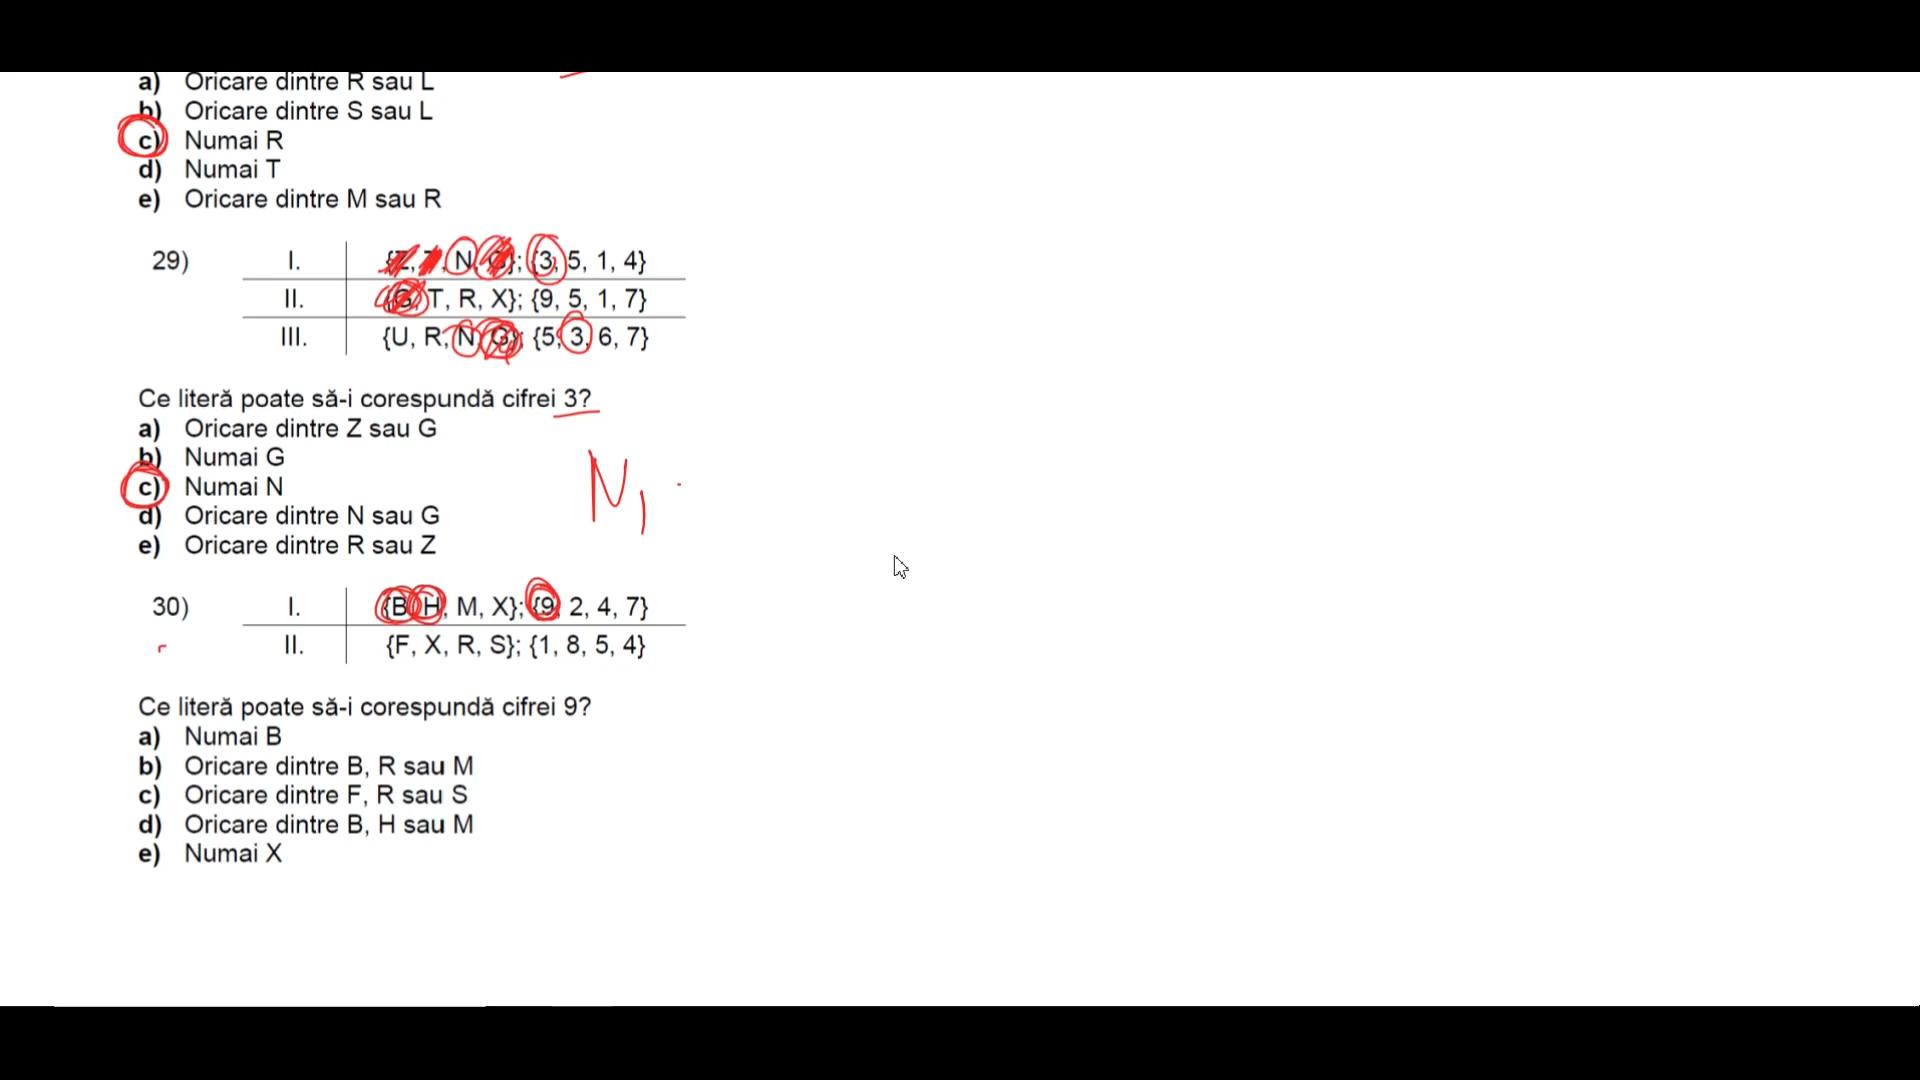 a) Oricare dintre R sau L
b) Oricare dintre S sau L
c) Numai R
d) Numai T
e) Oricare dintre M sau R
29) I. {Z, T, N, G}; {3, 5, 1, 4}
II. {G, T, R, X}; {9, 5, 1, 7}
III. {U, R, N, G}; {5, 3, 6, 7}
Ce literă poate să-i corespundă cifrei 3?
a) Oricare dintre Z sau G
b) Numai G
c) Numai N
d) Oricare dintre N sau G
e) Oricare dintre R sau Z
N,
30) I. {B, H, M, X}; {9, 2, 4, 7}
II. {F, X, R, S}; {1, 8, 5, 4}
Ce literă poate să-i corespundă cifrei 9?
a) Numai B
b) Oricare dintre B, R sau M
c) Oricare dintre F, R sau S
d) Oricare dintre B, H sau M
e) Numai X